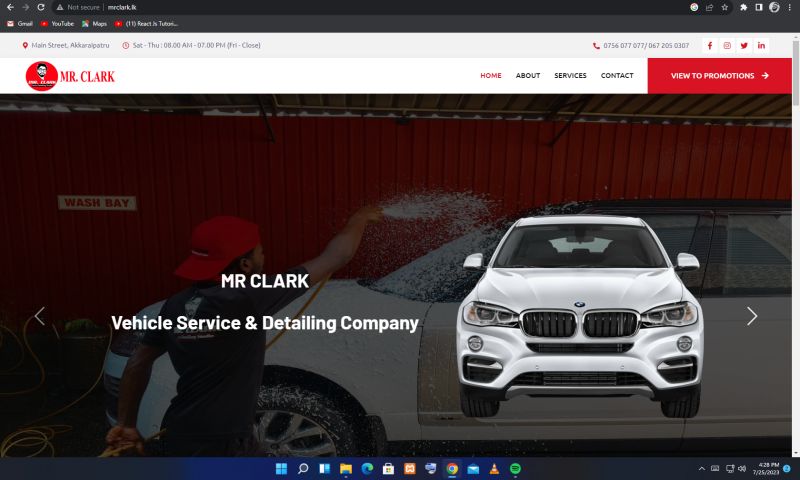 Not secure | mrclark.lk
Gmail YouTube Maps (11) React Js Tutori...
Main Street, Akkaraipatru Sat - Thu : 08.00 AM - 07.00 PM (Fri - Close) 0756 077 077/ 067 205 0307
MR. CLARK
MR. CLARK HOME ABOUT SERVICES CONTACT VIEW TO PROMOTIONS
WASH BAY
MR CLARK
Vehicle Service & Detailing Company
4:28 PM
7/25/2023